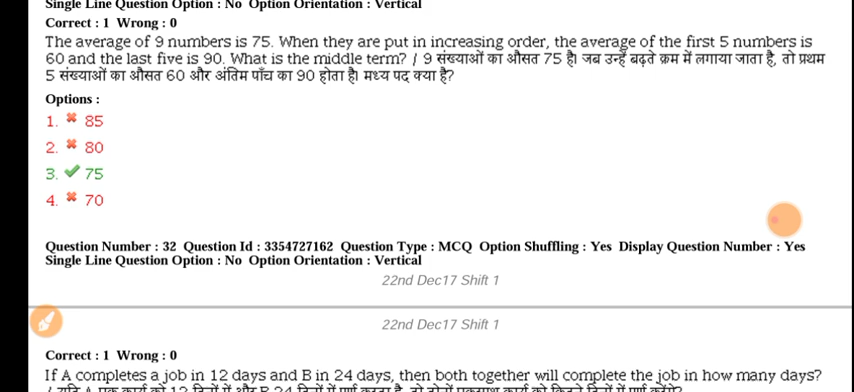 Single Line Question Option : No Option Orientation : Vertical
Correct : 1 Wrong : 0
The average of 9 numbers is 75. When they are put in increasing order, the average of the first 5 numbers is
60 and the last five is 90. What is the middle term? / 9 संख्याओं का औसत 75 है। जब उन्हें बढ़ते क्रम में लगाया जाता है, तो प्रथम
5 संख्याओं का औसत 60 और अंतिम पाँच का 90 होता है। मध्य पद क्या है?
Options :
1. 85
2. 80
3. 75
4. 70
Question Number : 32 Question Id : 3354727162 Question Type : MCQ Option Shuffling : Yes Display Question Number : Yes
Single Line Question Option : No Option Orientation : Vertical
22nd Dec17 Shift 1
22nd Dec17 Shift 1
Correct : 1 Wrong : 0
If A completes a job in 12 days and B in 24 days, then both together will complete the job in how many days?